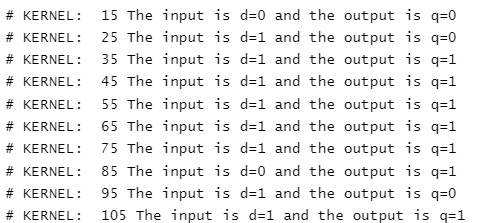 # KERNEL:  15 The input is d=0 and the output is q=0
# KERNEL:  25 The input is d=1 and the output is q=0
# KERNEL:  35 The input is d=1 and the output is q=1
# KERNEL:  45 The input is d=1 and the output is q=1
# KERNEL:  55 The input is d=1 and the output is q=1
# KERNEL:  65 The input is d=1 and the output is q=1
# KERNEL:  75 The input is d=1 and the output is q=1
# KERNEL:  85 The input is d=0 and the output is q=1
# KERNEL:  95 The input is d=1 and the output is q=0
# KERNEL:  105 The input is d=1 and the output is q=1